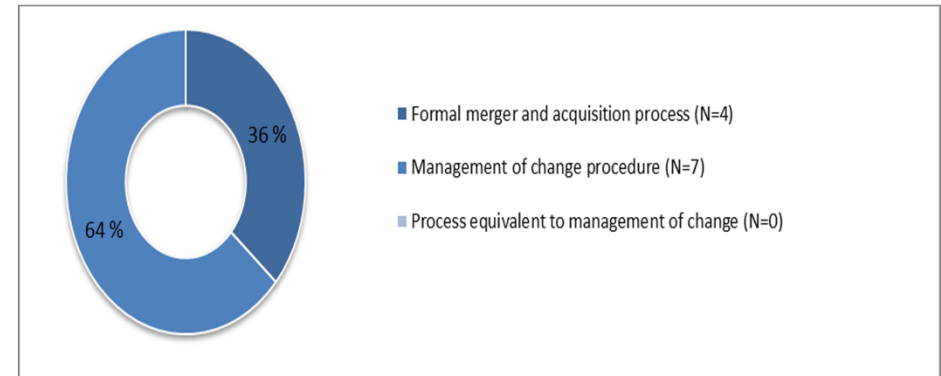 36 %
Formal merger and acquisition process (N=4)
Management of change procedure (N=7)
Process equivalent to management of change (N=0)
64 %